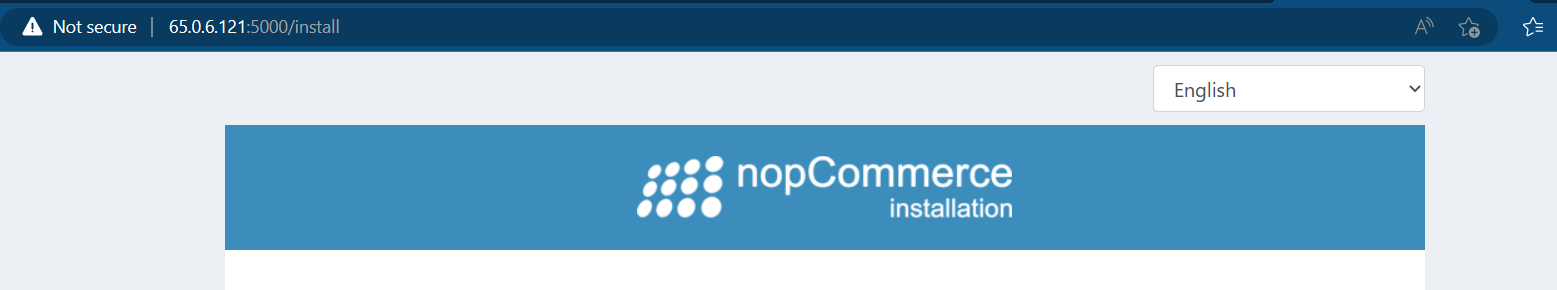 Not secure | 65.0.6.121:5000/install
English
nopCommerce
installation